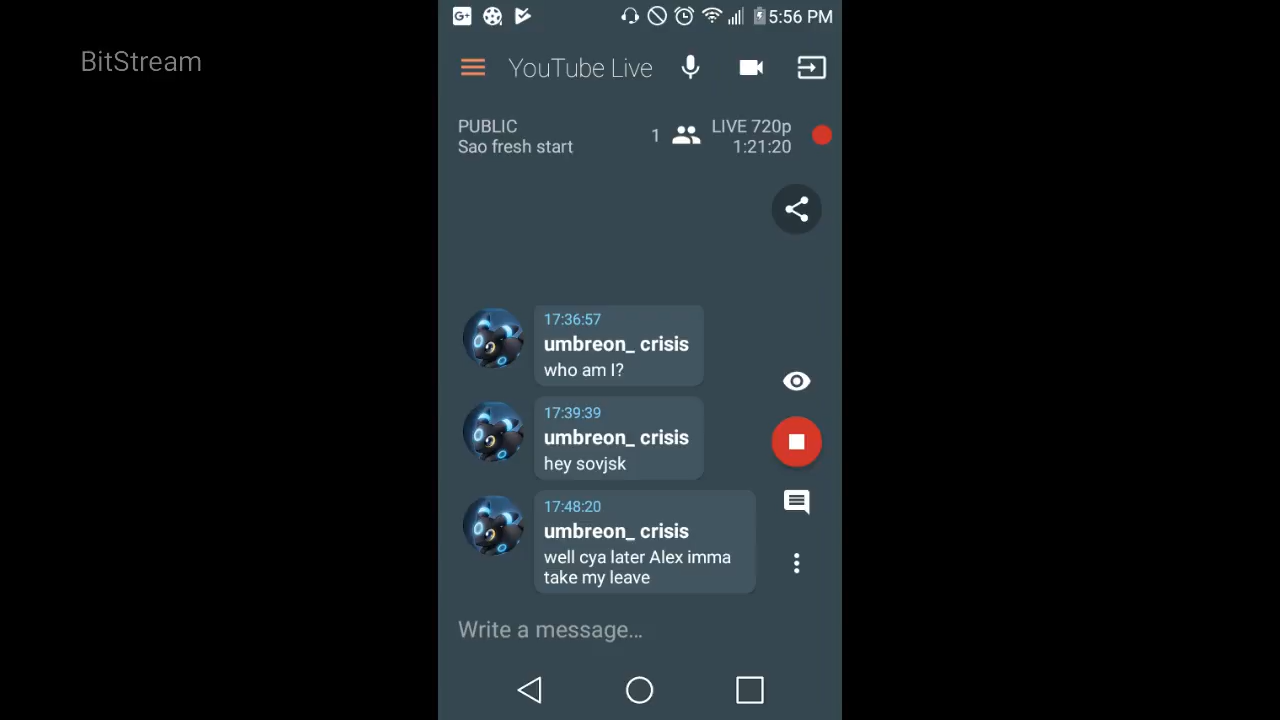 G+
5:56 PM
BitStream
YouTube Live
PUBLIC
Sao fresh start
1
LIVE 720p
1:21:20
17:36:57
umbreon_ crisis
who am I?
17:39:39
umbreon_ crisis
hey sovjsk
17:48:20
umbreon_ crisis
well cya later Alex imma
take my leave
Write a message...